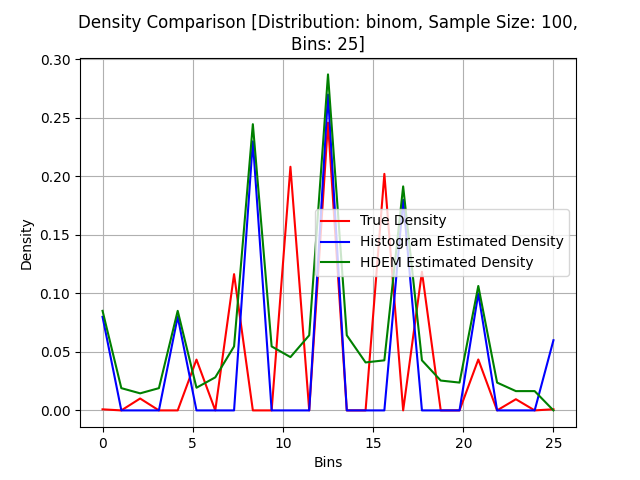 Density Comparison [Distribution: binom, Sample Size: 100,
Bins: 25]
0.30
0.25
0.20
0.15
0.10
0.05
0.00
Density
True Density
Histogram Estimated Density
HDEM Estimated Density
0 5 10 15 20 25
Bins